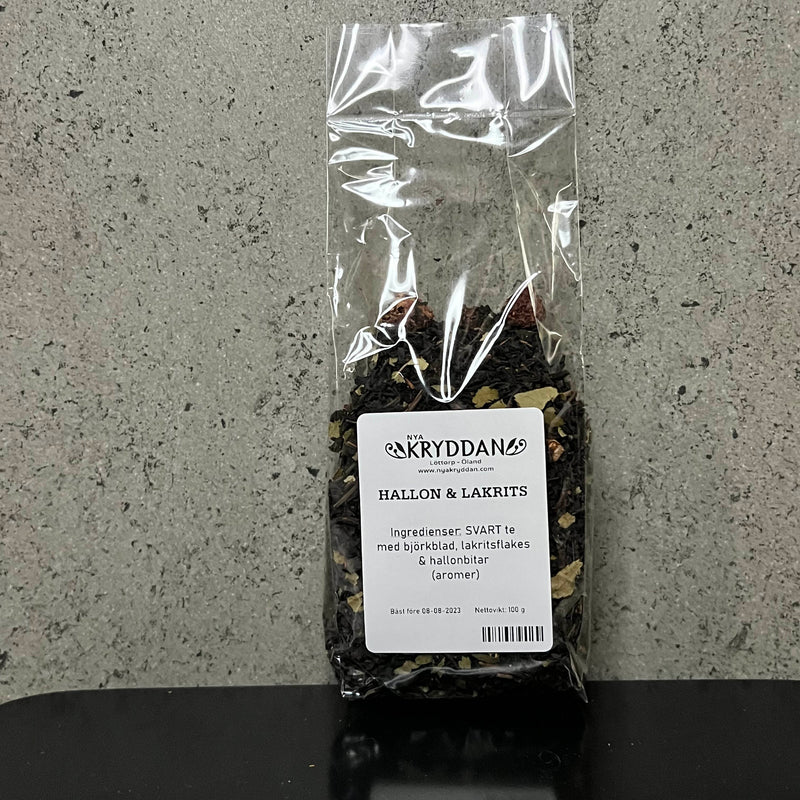 NYA
KRYDDAN
Löttorp - Öland
www.nyakryddan.com
HALLON & LAKRITS
Ingredienser: SVART te
med björkblad, lakritsflakes
& hallonbitar
(aromer)
Bäst före 08-08-2023 Nettovikt: 100 g